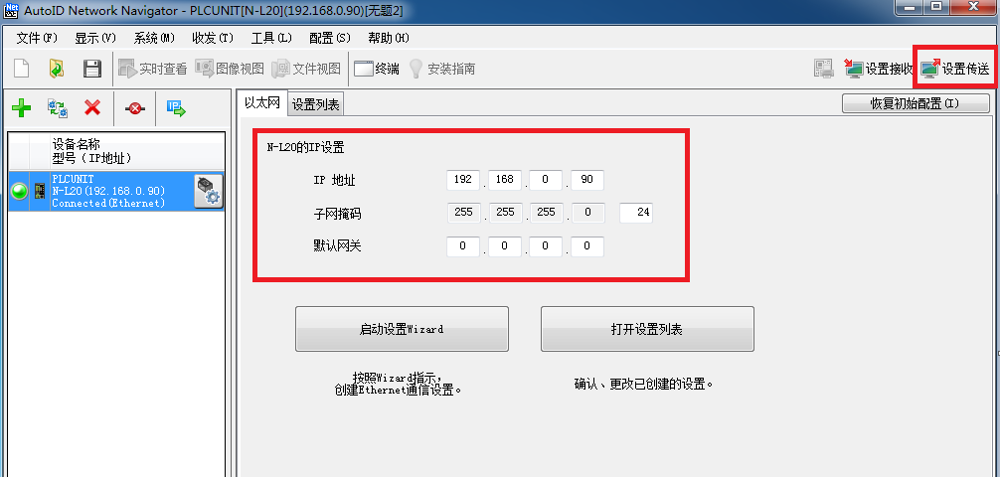 AutoID Network Navigator - PLCUNIT[N-L20](192.168.0.90)[无题2]
文件(F) 显示(V) 系统(M) 收发(T) 工具(L) 配置(S) 帮助(H)
实时查看 图像视图 文件视图 终端 安装指南 设置接收 设置传送
以太网 设置列表 恢复初始配置(I)
设备名称
型号(IP地址)
PLCUNIT
N-L20(192.168.0.90)
Connected(Ethernet)
N-L20的IP设置
IP 地址 192 . 168 . 0 . 90
子网掩码 255 . 255 . 255 . 0 24
默认网关 0 . 0 . 0 . 0
启动设置Wizard 打开设置列表
按照Wizard指示,
创建Ethernet通信设置。
确认、更改已创建的设置。